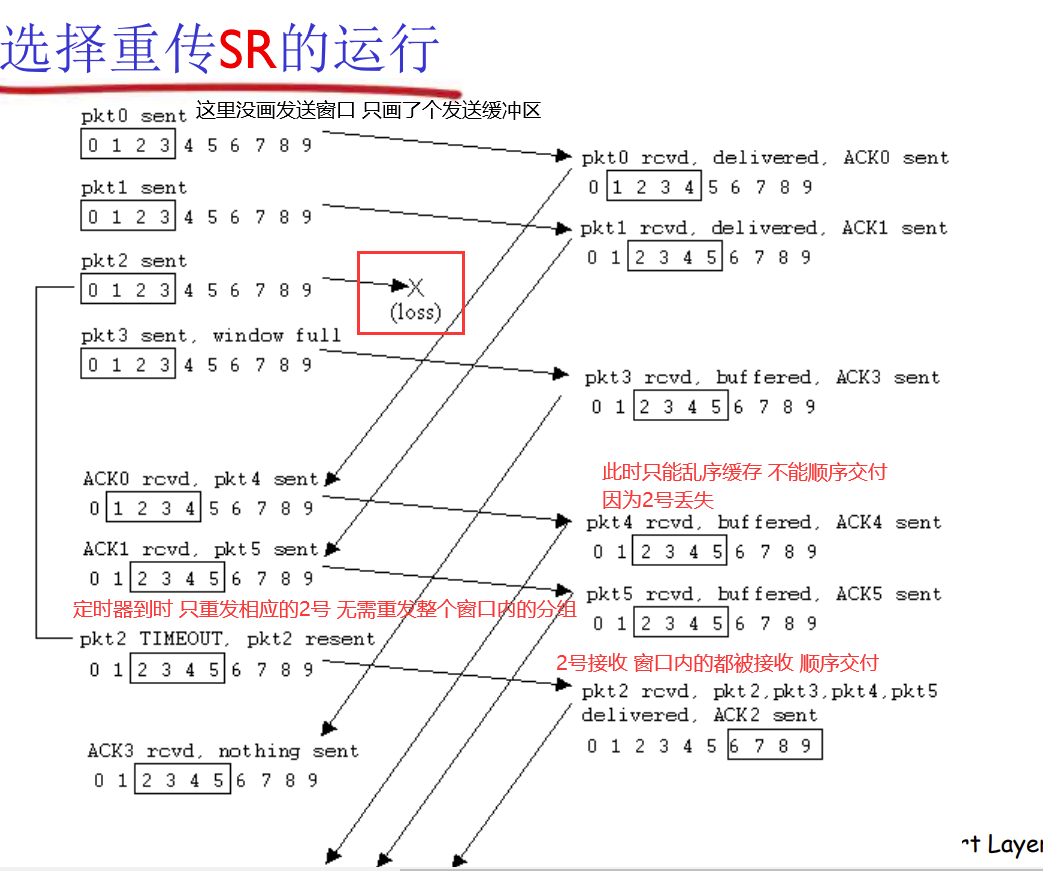 选择重传SR的运行
pkt0 sent 这里没画发送窗口 只画了个发送缓冲区
0 1 2 3 4 5 6 7 8 9
pkt0 rcvd, delivered, ACK0 sent
0 1 2 3 4 5 6 7 8 9
pkt1 sent
0 1 2 3 4 5 6 7 8 9
pkt1 rcvd, delivered, ACK1 sent
0 1 2 3 4 5 6 7 8 9
pkt2 sent
0 1 2 3 4 5 6 7 8 9
X
(loss)
pkt3 sent, window full
0 1 2 3 4 5 6 7 8 9
pkt3 rcvd, buffered, ACK3 sent
0 1 2 3 4 5 6 7 8 9
此时只能乱序缓存 不能顺序交付
因为2号丢失
ACK0 rcvd, pkt4 sent
0 1 2 3 4 5 6 7 8 9
pkt4 rcvd, buffered, ACK4 sent
0 1 2 3 4 5 6 7 8 9
ACK1 rcvd, pkt5 sent
0 1 2 3 4 5 6 7 8 9
pkt5 rcvd, buffered, ACK5 sent
0 1 2 3 4 5 6 7 8 9
定时器到时 只重发相应的2号 无需重发整个窗口内的分组
pkt2 TIMEOUT, pkt2 resent
0 1 2 3 4 5 6 7 8 9
2号接收 窗口内的都被接收 顺序交付
pkt2 rcvd, pkt2,pkt3,pkt4,pkt5
delivered, ACK2 sent
0 1 2 3 4 5 6 7 8 9
ACK3 rcvd, nothing sent
0 1 2 3 4 5 6 7 8 9